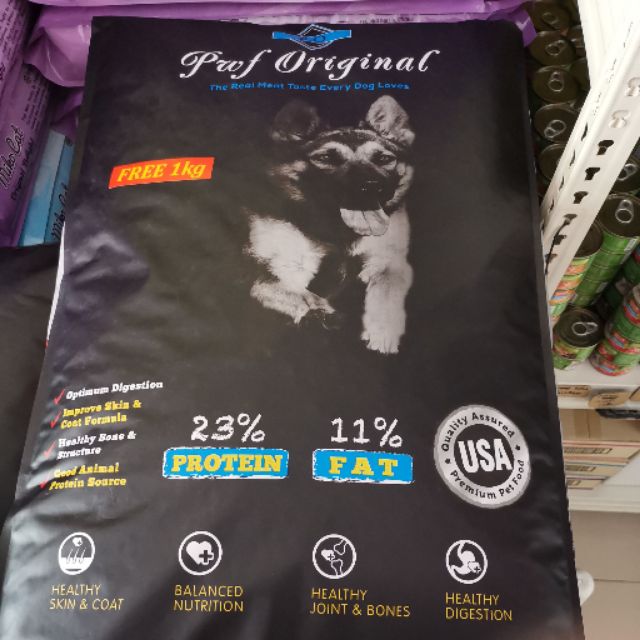 Pwf Original
The Real Meat Taste Every Dog Loves
FREE 1kg
Optimum Digestion
Improve Skin &
Coat Formula
Healthy Bone &
Structure
Good Animal
Protein Source
23%
PROTEIN
11%
FAT
Quality Assured
USA
Premium Pet Food
HEALTHY
SKIN & COAT
BALANCED
NUTRITION
HEALTHY
JOINT & BONES
HEALTHY
DIGESTION